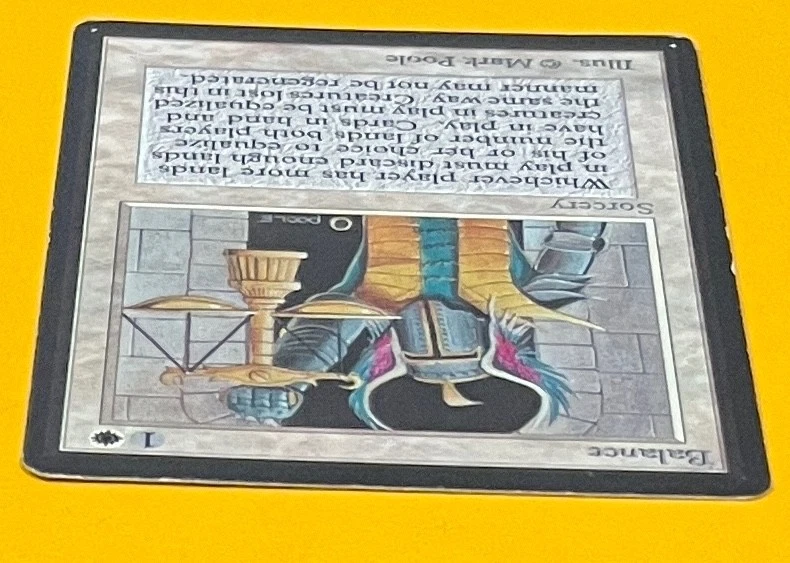 Balance
1
POOLE
Sorcery
Whichever player has more lands
in play must discard enough lands
of his or her choice to equalize
the number of lands both players
have in play. Cards in hand and
creatures in play must be equalized
the same way. Creatures lost in this
manner may not be regenerated.
Illus. © Mark Poole